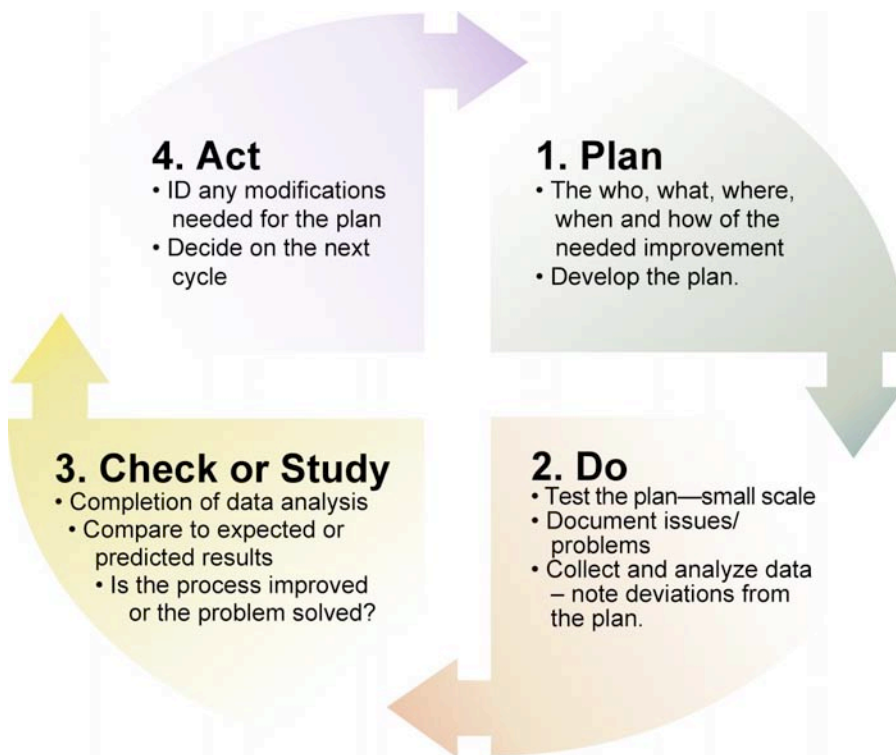 4. Act
• ID any modifications
needed for the plan
• Decide on the next
cycle
1. Plan
• The who, what, where,
when and how of the
needed improvement
• Develop the plan.
2. Do
• Test the plan—small scale
• Document issues/
problems
• Collect and analyze data
– note deviations from
the plan.
3. Check or Study
• Completion of data analysis
• Compare to expected or
predicted results
• Is the process improved
or the problem solved?